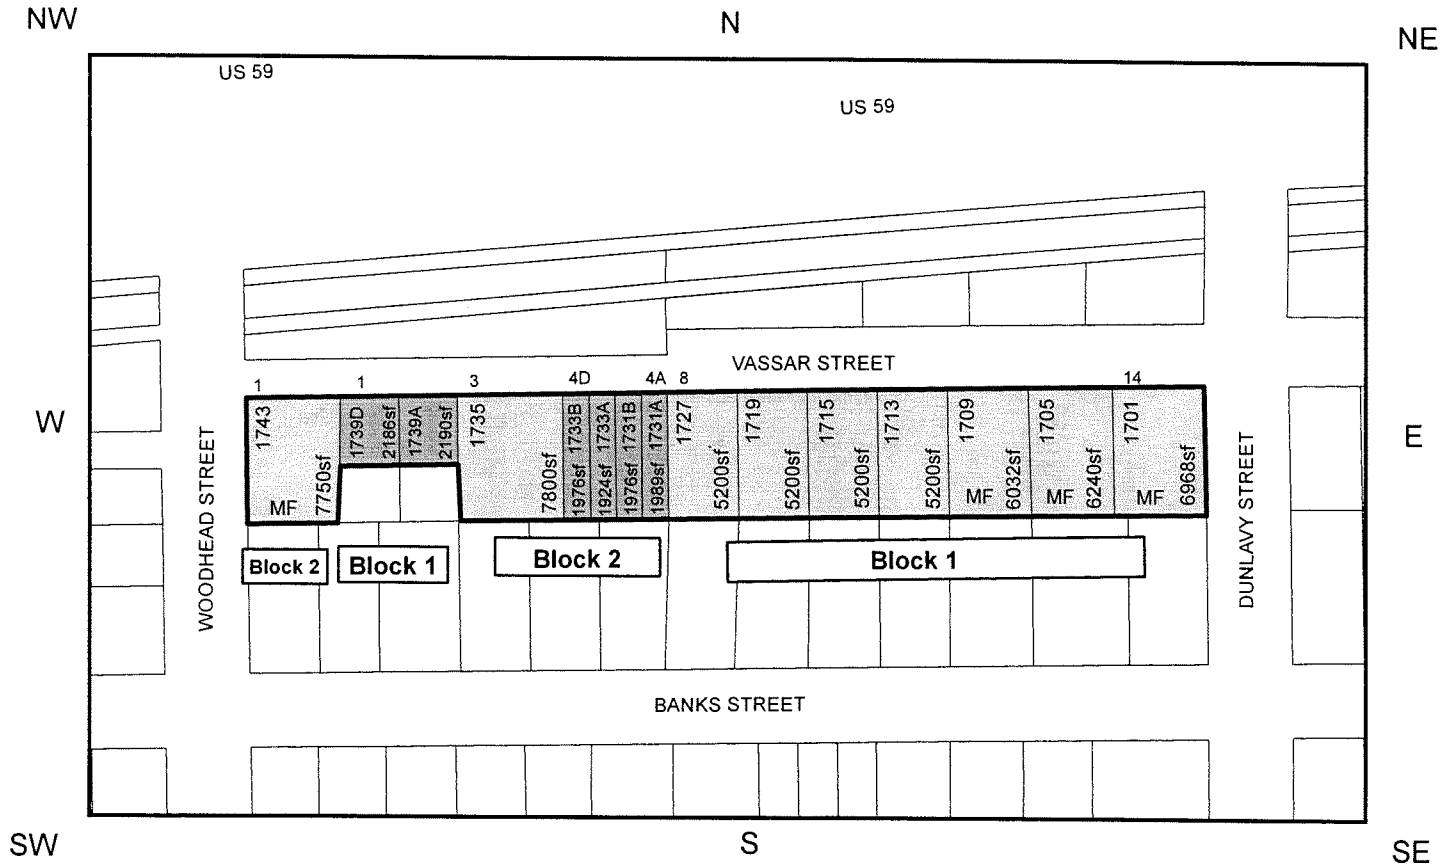 NW
N
NE
US 59
US 59
VASSAR STREET
1
1
3
4D
4A
8
14
W
E
WOODHEAD STREET
DUNLAVY STREET
1743
MF
7750sf
1739D
2186sf
1739A
2190sf
1735
7800sf
1733B
1976sf
1733A
1924sf
1731B
1976sf
1731A
1989sf
1727
5200sf
1719
5200sf
1715
5200sf
1713
5200sf
1709
MF
6032sf
1705
MF
6240sf
1701
MF
6968sf
Block 2
Block 1
Block 2
Block 1
BANKS STREET
SW
S
SE